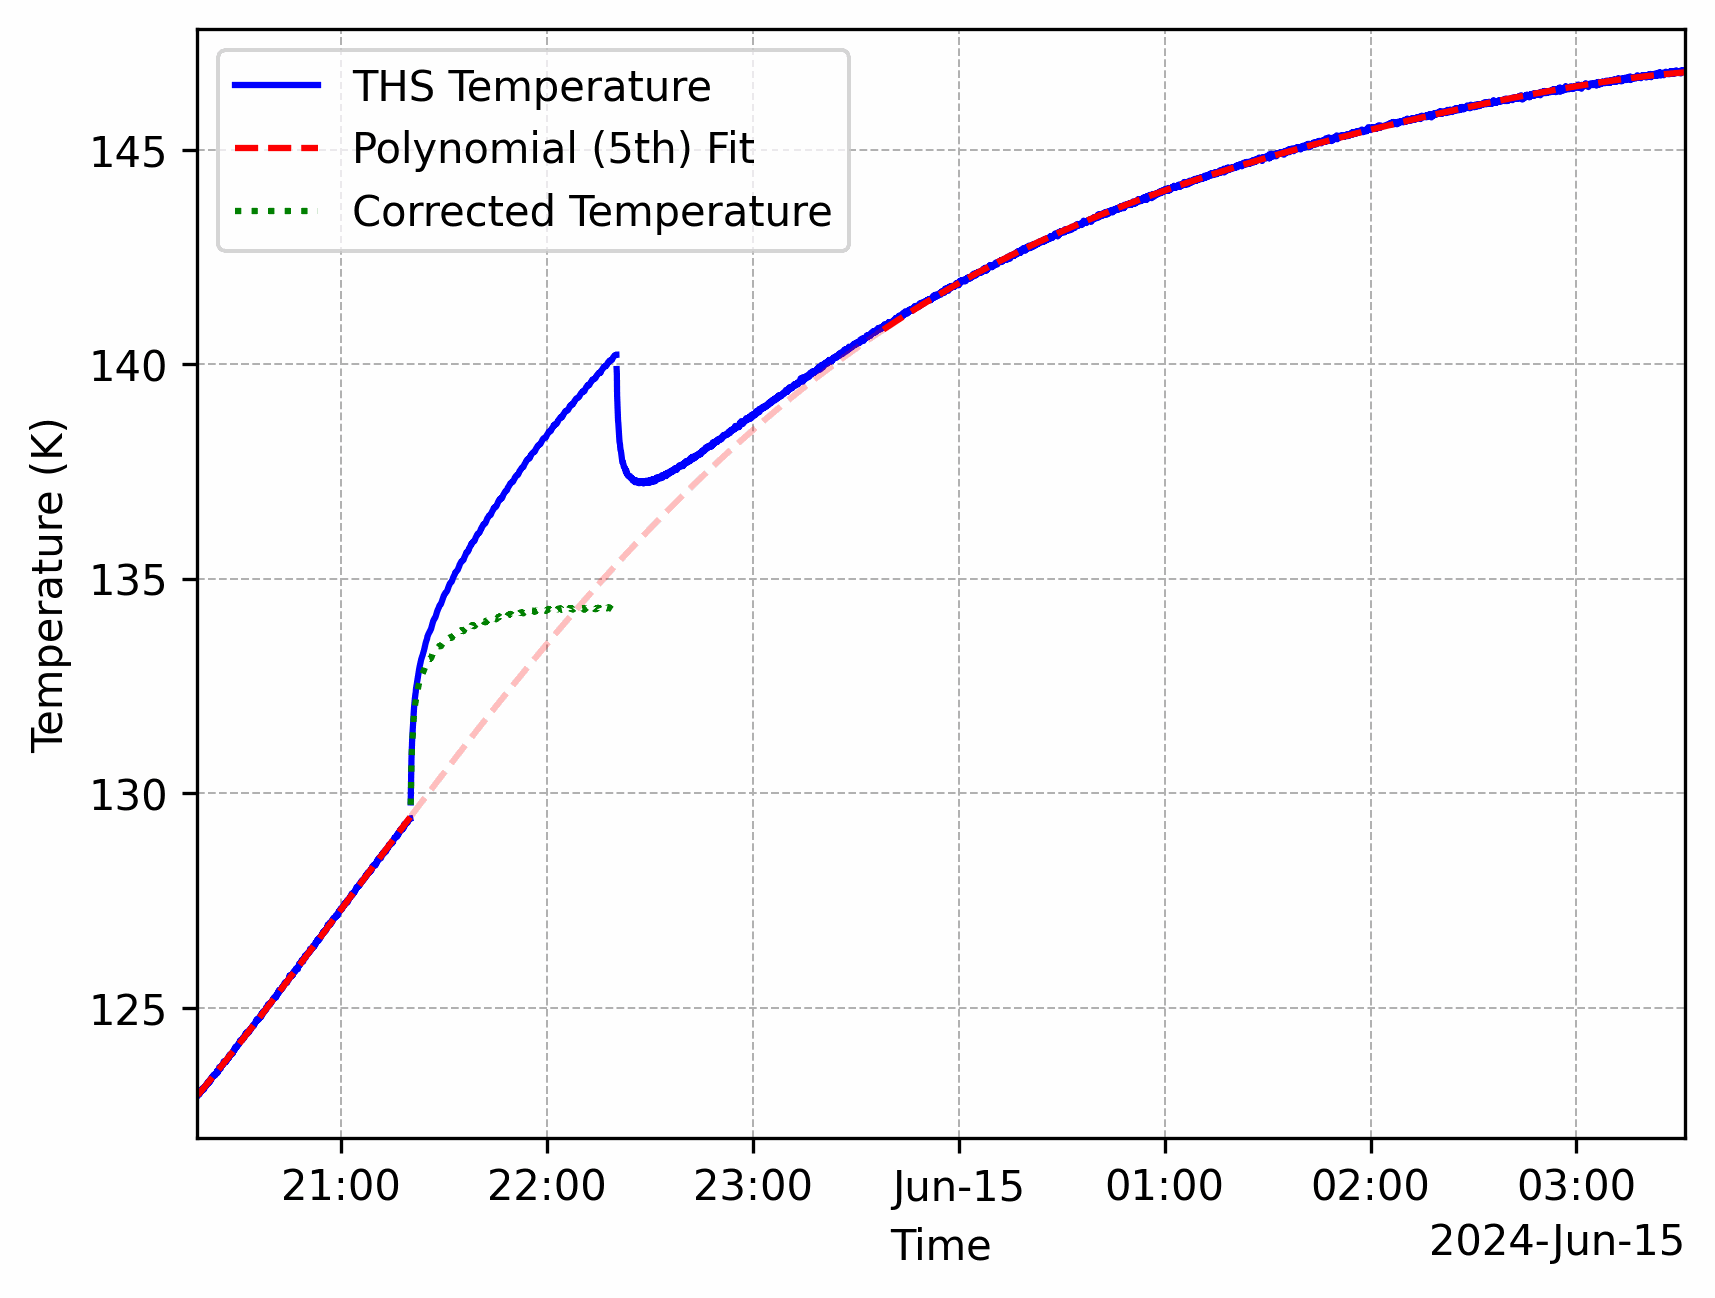 THS Temperature
Polynomial (5th) Fit
Corrected Temperature
Temperature (K)
145
140
135
130
125
21:00 22:00 23:00 Jun-15 01:00 02:00 03:00
Time
2024-Jun-15